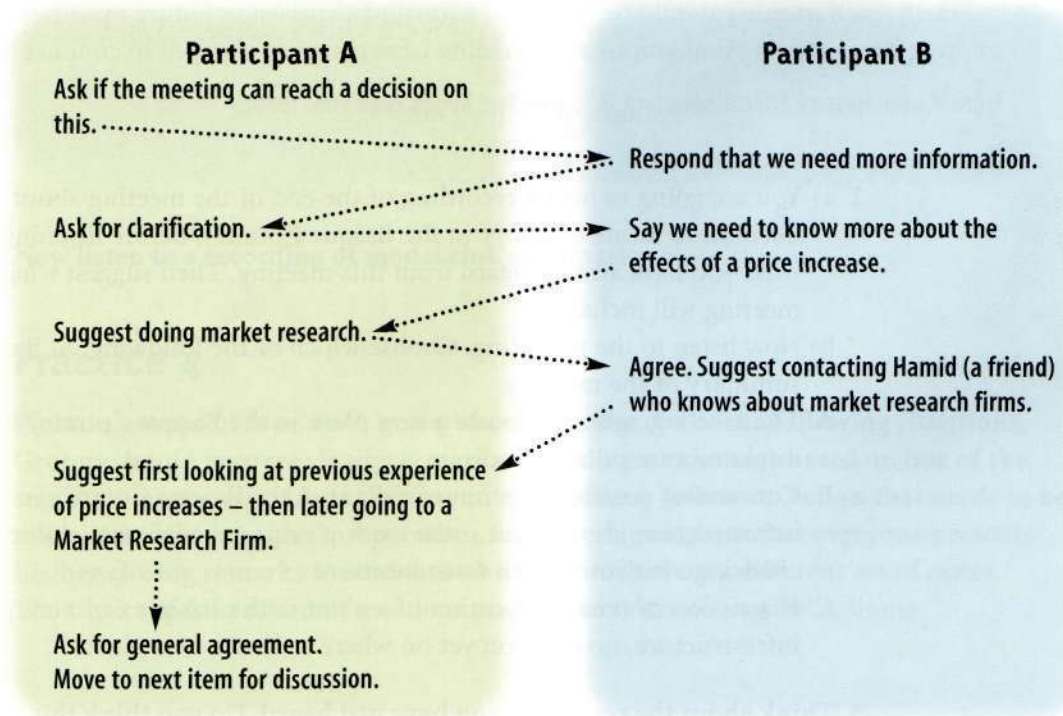 Participant A
Ask if the meeting can reach a decision on
this.
Participant B
Respond that we need more information.
Ask for clarification.
Say we need to know more about the
effects of a price increase.
Suggest doing market research.
Agree. Suggest contacting Hamid (a friend)
who knows about market research firms.
Suggest first looking at previous experience
of price increases – then later going to a
Market Research Firm.
Ask for general agreement.
Move to next item for discussion.